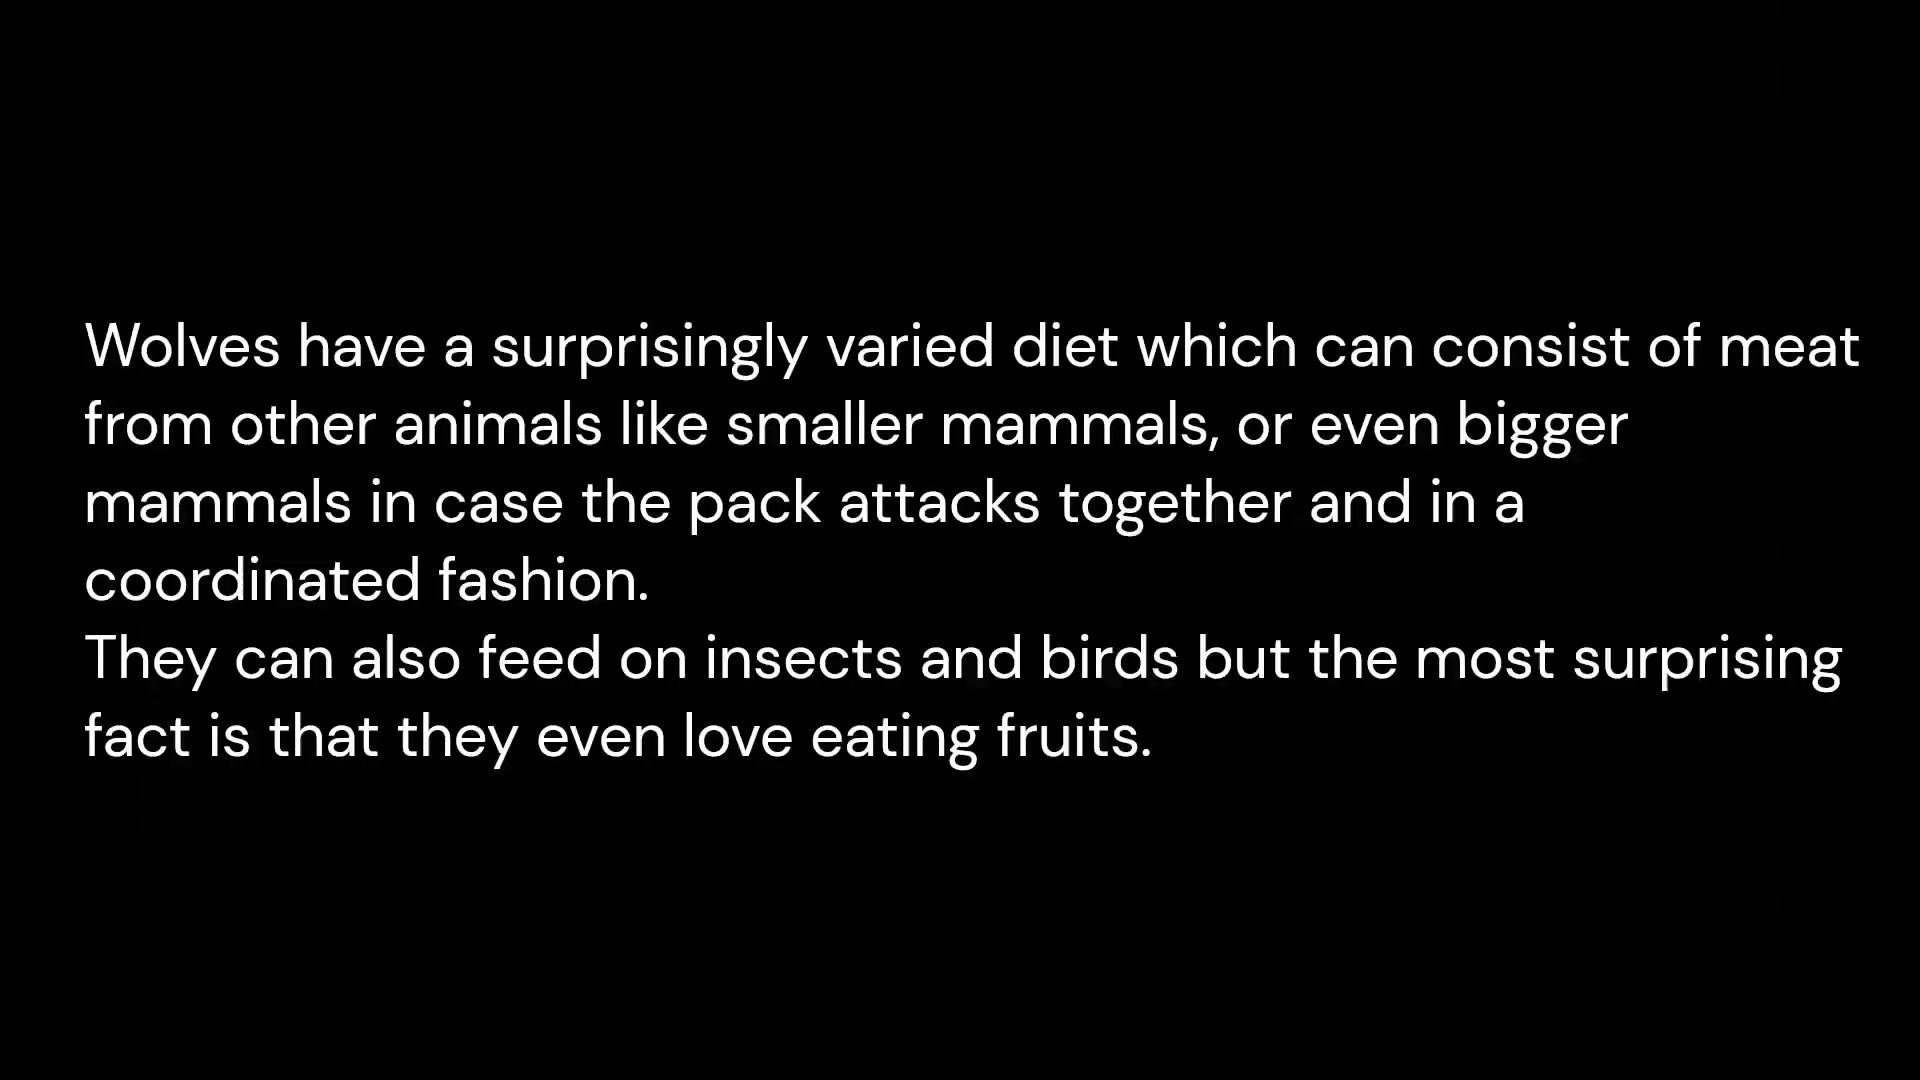 Wolves have a surprisingly varied diet which can consist of meat
from other animals like smaller mammals, or even bigger
mammals in case the pack attacks together and in a
coordinated fashion.
They can also feed on insects and birds but the most surprising
fact is that they even love eating fruits.